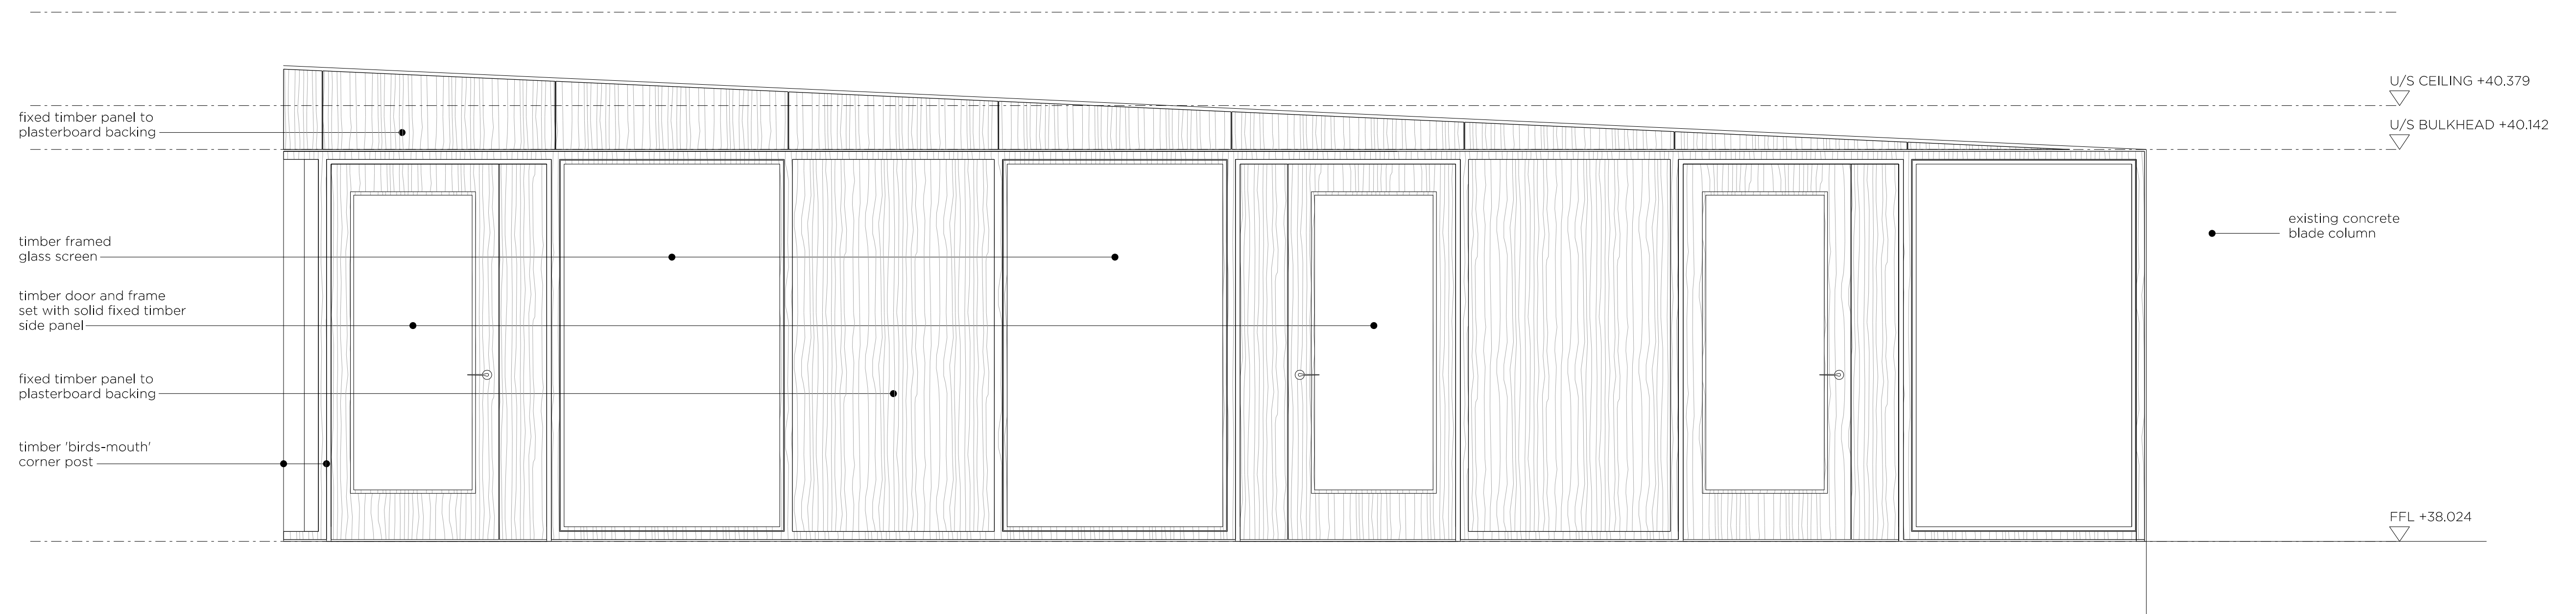 U/S CEILING +40.379
fixed timber panel to
plasterboard backing
U/S BULKHEAD +40.142
existing concrete
blade column
timber framed
glass screen
timber door and frame
set with solid fixed timber
side panel
fixed timber panel to
plasterboard backing
timber 'birds-mouth'
corner post
FFL +38.024